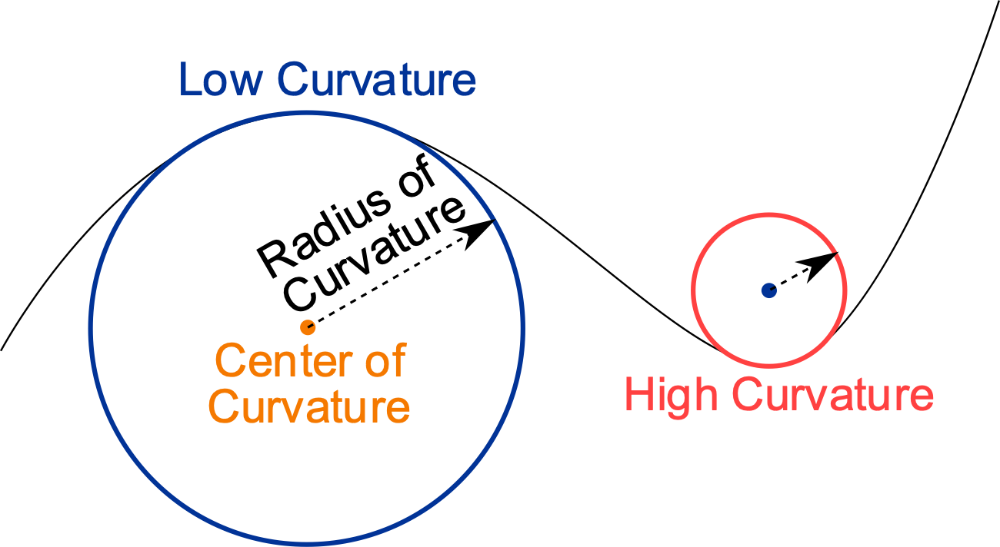 Low Curvature
Radius of
Curvature
Center of
Curvature
High Curvature